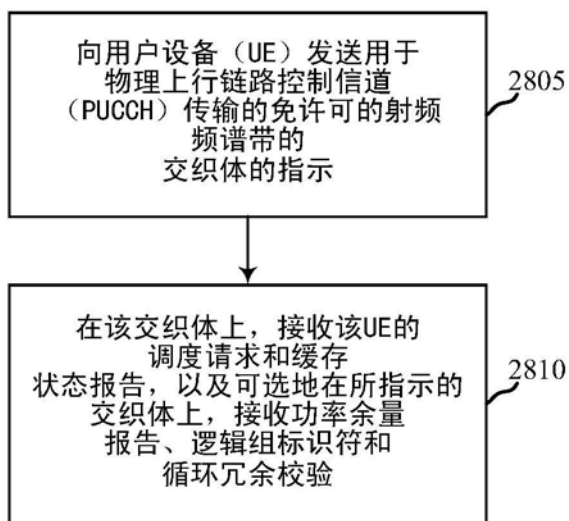 向用户设备（UE）发送用于
物理上行链路控制信道
（PUCCH）传输的免许可的射频
频谱带的
交织体的指示
2805
在该交织体上，接收该UE的
调度请求和缓存
状态报告，以及可选地在所指示的
交织体上，接收功率余量
报告、逻辑组标识符和
循环冗余校验
2810